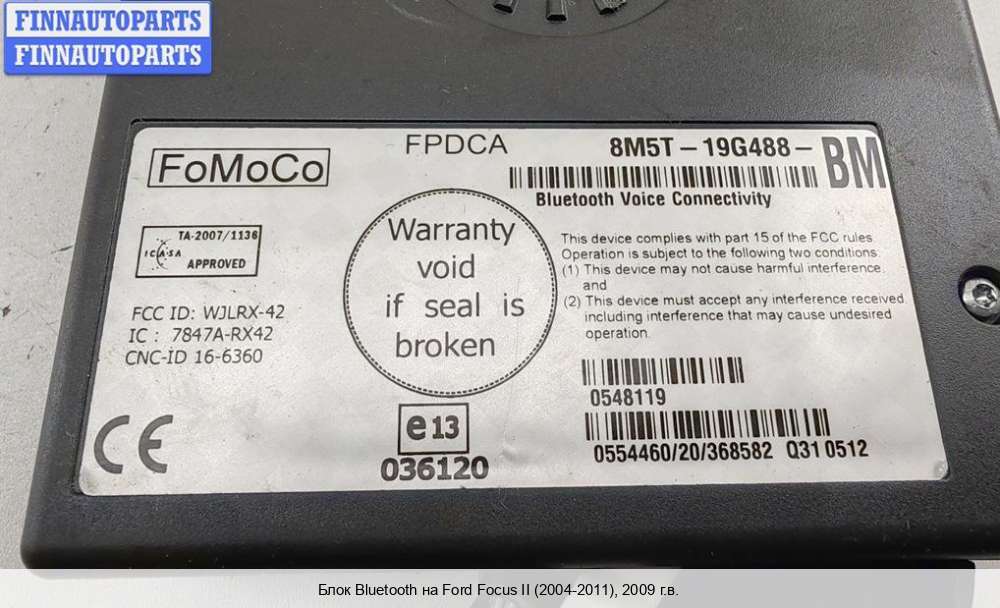 FINNAUTOPARTS
FINNAUTOPARTS
FoMoCo
FPDCA
8M5T - 19G488 - BM
Bluetooth Voice Connectivity
TA-2007/1136
ICASA
APPROVED
Warranty
void
if seal is
broken
This device complies with part 15 of the FCC rules.
Operation is subject to the following two conditions:
(1) This device may not cause harmful interference,
and
(2) This device must accept any interference received,
including interference that may cause undesired
operation.
FCC ID: WJLRX-42
IC : 7847A-RX42
CNC-ID 16-6360
0548119
CE
e13
036120
0554460/20/368582 Q31 0512
Блок Bluetooth на Ford Focus II (2004-2011), 2009 г.в.